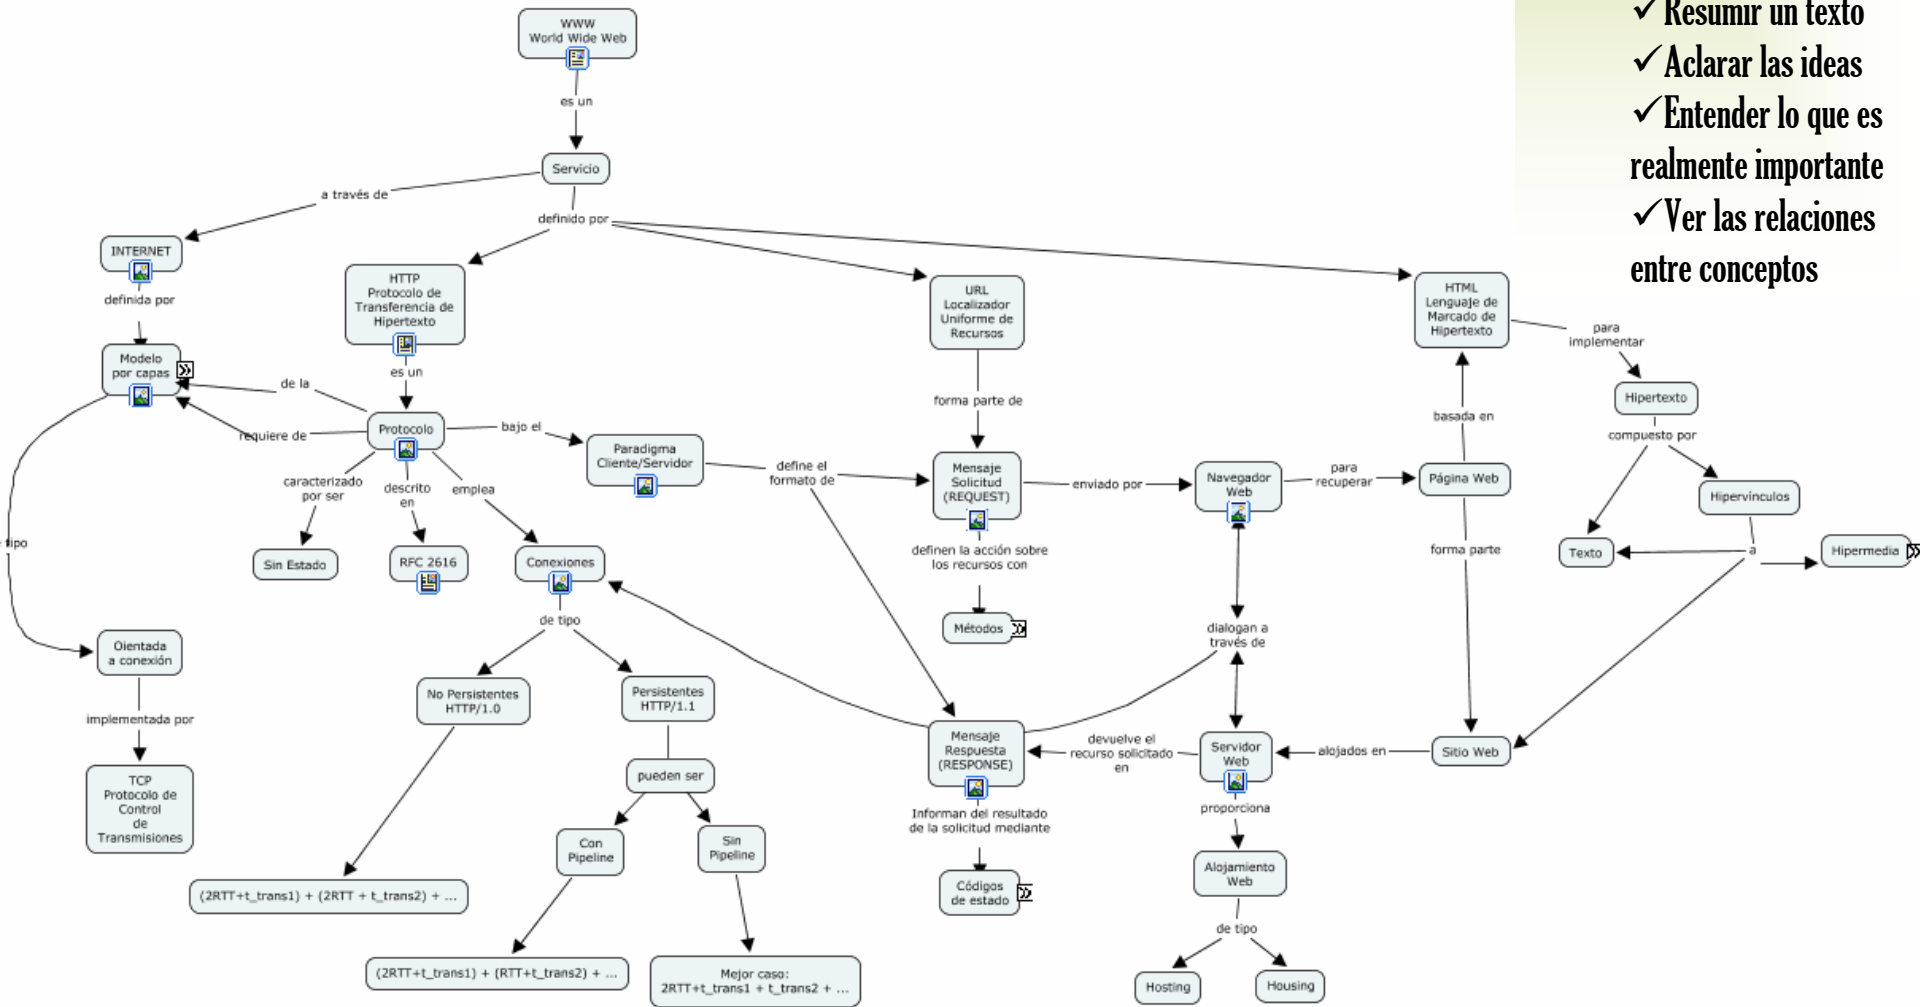 WWW
World Wide Web
es un
Servicio
a través de
definido por
INTERNET
definida por
Modelo
por capas
HTTP
Protocolo de
Transferencia de
Hipertexto
es un
URL
Localizador
Uniforme de
Recursos
forma parte de
HTML
Lenguaje de
Marcado de
Hipertexto
para
implementar
Hipertexto
compuesto por
Hipervínculos
Texto
a
Hipermedia
de la
requiere de
Protocolo
bajo el
caracterizado
por ser
descrito
en
emplea
Sin Estado
RFC 2616
Conexiones
Paradigma
Cliente/Servidor
define el
formato de
Mensaje
Solicitud
(REQUEST)
enviado por
Navegador
Web
para
recuperar
Página Web
basada en
forma parte
definen la acción sobre
los recursos con
Métodos
dialogan a
través de
tipo
Oientada
a conexión
implementada por
TCP
Protocolo de
Control
de
Transmisiones
de tipo
No Persistentes
HTTP/1.0
Persistentes
HTTP/1.1
pueden ser
Con
Pipeline
Sin
Pipeline
(2RTT+t_trans1) + (2RTT + t_trans2) + ...
(2RTT+t_trans1) + (RTT+t_trans2) + ...
Mejor caso:
2RTT+t_trans1 + t_trans2 + ...
Mensaje
Respuesta
(RESPONSE)
devuelve el
recurso solicitado
en
Servidor
Web
alojados en
Sitio Web
Informan del resultado
de la solicitud mediante
Códigos
de estado
proporciona
Alojamiento
Web
de tipo
Hosting
Housing
✓Resumir un texto
✓Aclarar las ideas
✓Entender lo que es
realmente importante
✓Ver las relaciones
entre conceptos